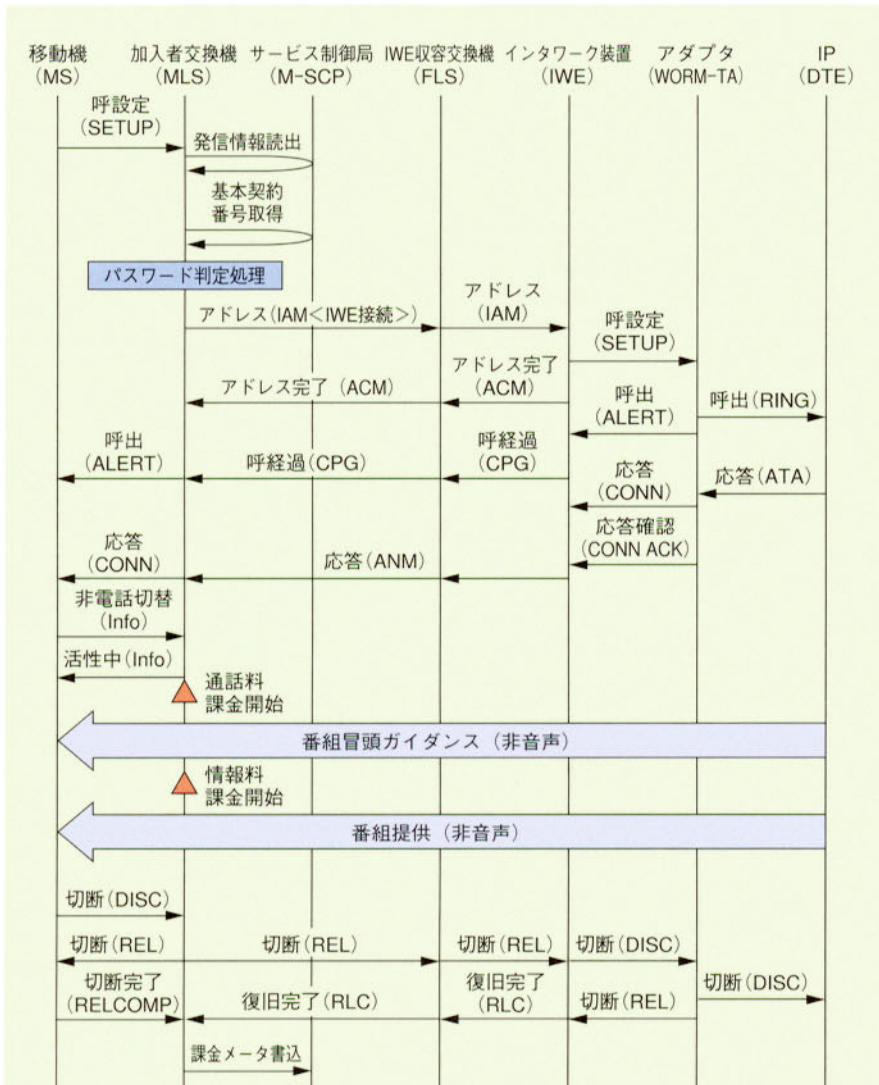 移動機 加入者交換機 サービス制御局 IWE収容交換機 インタワーク装置 アダプタ IP
(MS) (MLS) (M-SCP) (FLS) (IWE) (WORM-TA) (DTE)
呼設定
(SETUP)
発信情報読出
基本契約
番号取得
パスワード判定処理
アドレス(IAM<IWE接続>)
アドレス
(IAM)
呼設定
(SETUP)
アドレス完了
(ACM)
アドレス完了(ACM)
呼出
(ALERT)
呼出(RING)
呼出
(ALERT)
呼経過(CPG)
呼経過
(CPG)
応答
(CONN)
応答(ATA)
応答確認
(CONN ACK)
応答
(CONN)
応答(ANM)
非電話切替
(Info)
活性中(Info)
通話料
課金開始
番組冒頭ガイダンス(非音声)
情報料
課金開始
番組提供(非音声)
切断(DISC)
切断(REL) 切断(REL) 切断(REL) 切断(DISC)
切断完了
(RELCOMP)
復旧完了(RLC)
復旧完了
(RLC)
切断(REL)
切断(DISC)
課金メータ書込